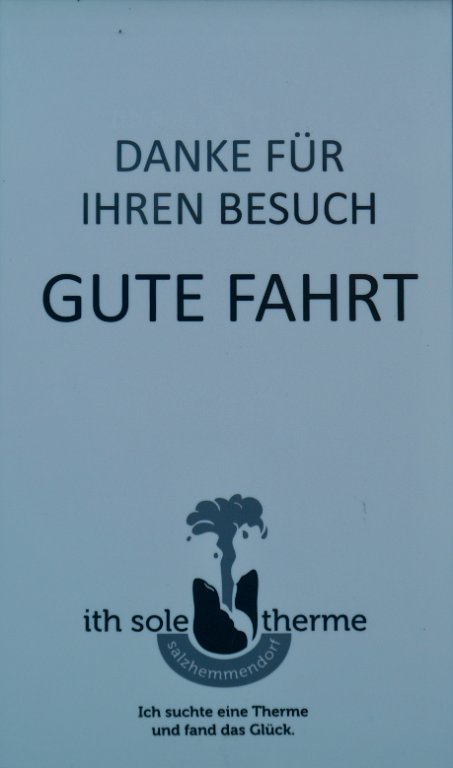 DANKE FÜR
IHREN BESUCH
GUTE FAHRT
ith sole therme
salzhemmendorf
Ich suchte eine Therme
und fand das Glück.